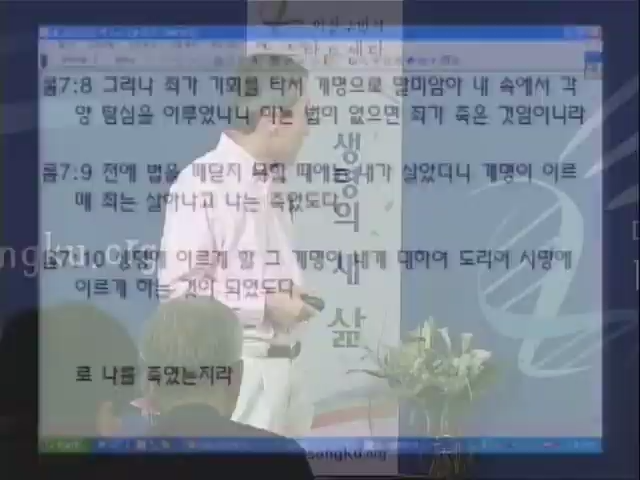 롬7:8 그러나 죄가 기회를 타서 계명으로 말미암아 내 속에서 각
양 탐심을 이루었나니 이는 법이 없으면 죄가 죽은 것임이니라
롬7:9 전에 법을 깨닫지 못할 때에는 내가 살았더니 계명이 이르
매 죄는 살아나고 나는 죽었도다
롬7:10 생명에 이르게 할 그 계명이 내게 대하여 도리어 사망에
이르게 하는 것이 되었도다
로 나를 죽였는지라
생명의 새 삶
ngku.org
songku.org